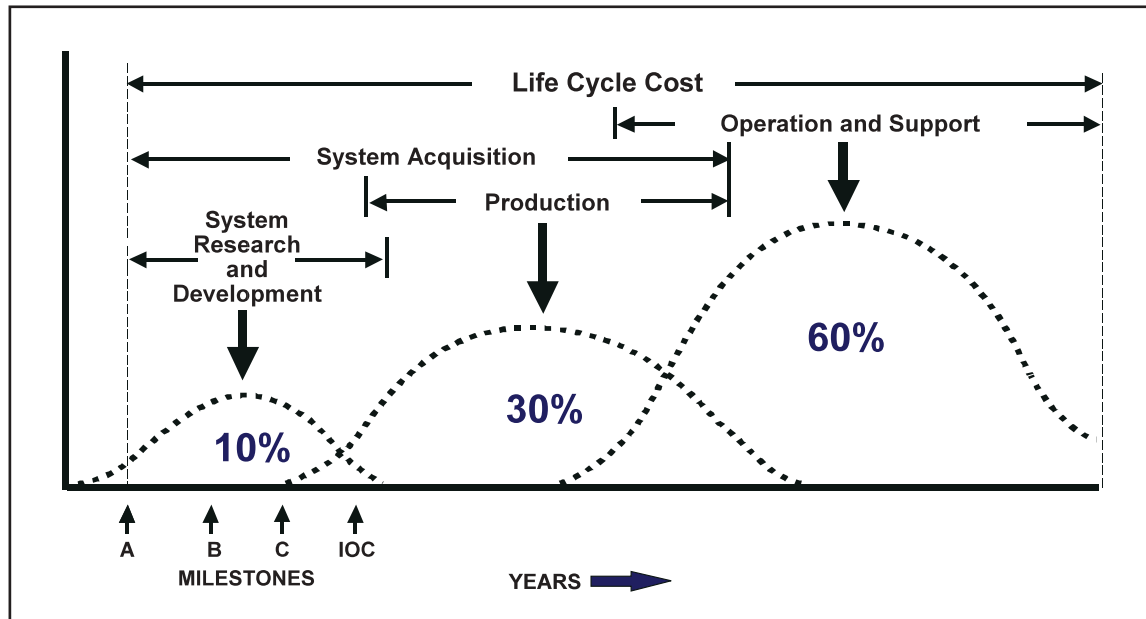 Life Cycle Cost
Operation and Support
System Acquisition
Production
System
Research
and
Development
60%
30%
10%
A
B
C
IOC
MILESTONES
YEARS